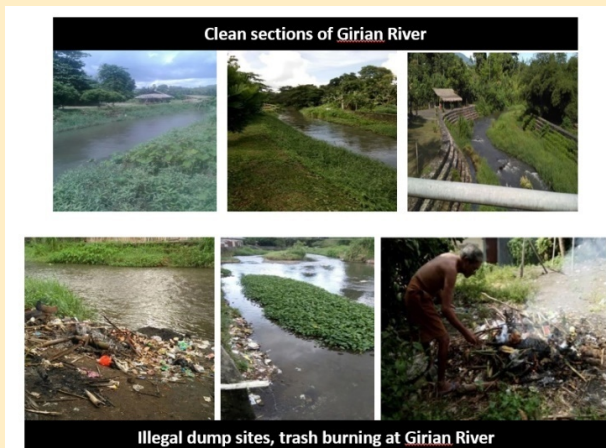 Clean sections of Girian River
Illegal dump sites, trash burning at Girian River